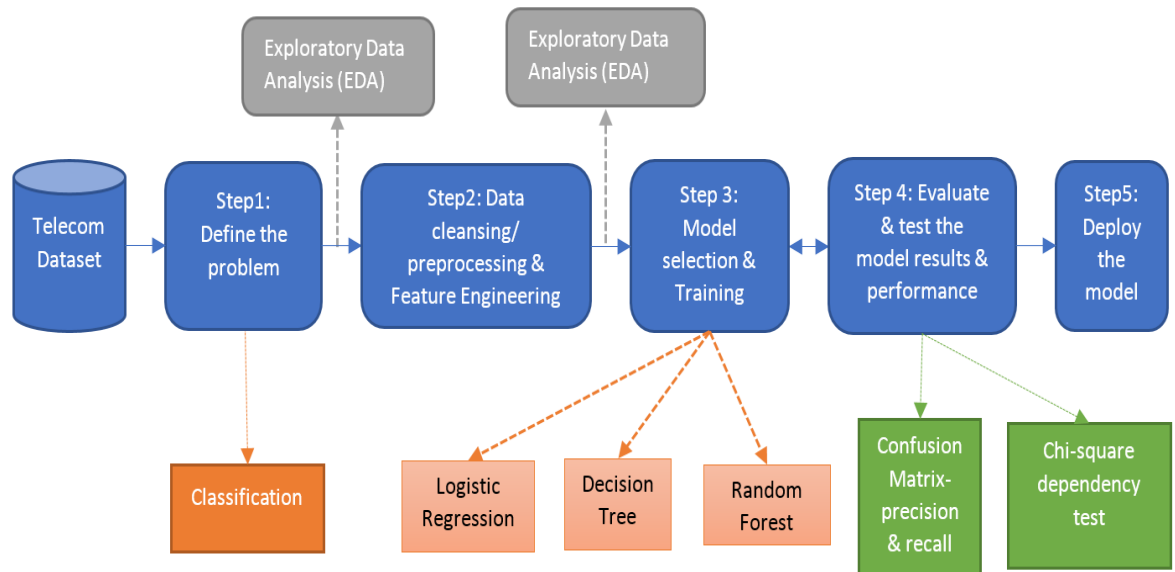 Exploratory Data
Analysis (EDA)
Exploratory Data
Analysis (EDA)
Telecom
Dataset
Step1:
Define the
problem
Step2: Data
cleansing/
preprocessing &
Feature Engineering
Step 3:
Model
selection &
Training
Step 4: Evaluate
& test the
model results &
performance
Step5:
Deploy
the
model
Classification
Logistic
Regression
Decision
Tree
Random
Forest
Confusion
Matrix-
precision
& recall
Chi-square
dependency
test